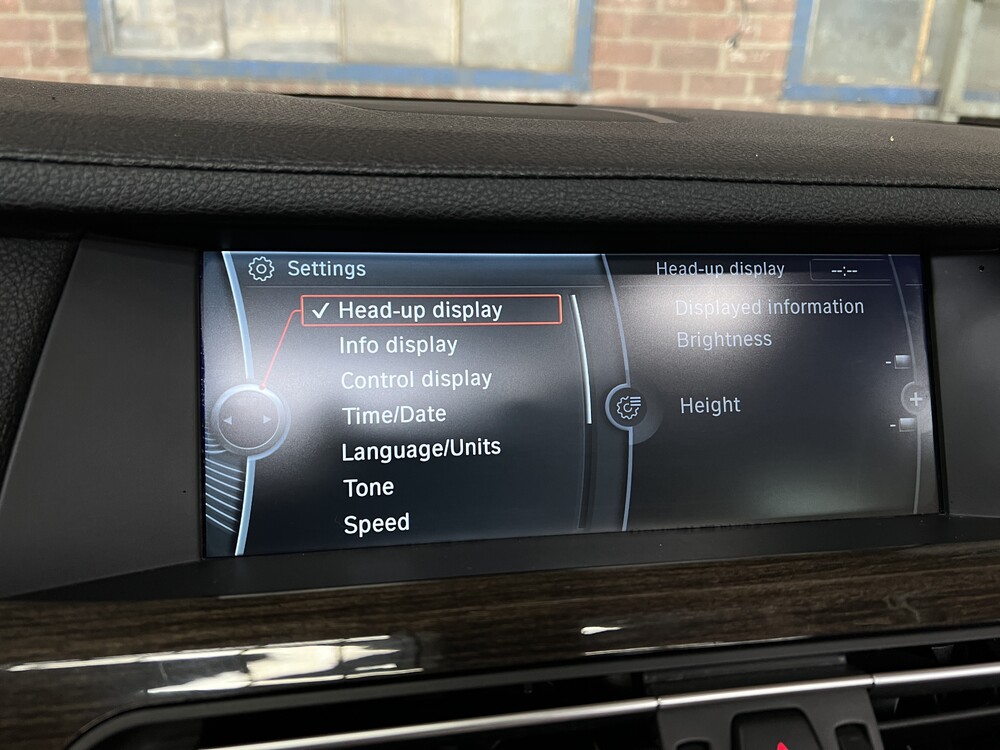 Settings
✓ Head-up display
Info display
Control display
Time/Date
Language/Units
Tone
Speed
Head-up display --:--
Displayed information
Brightness
-
Height
+
-